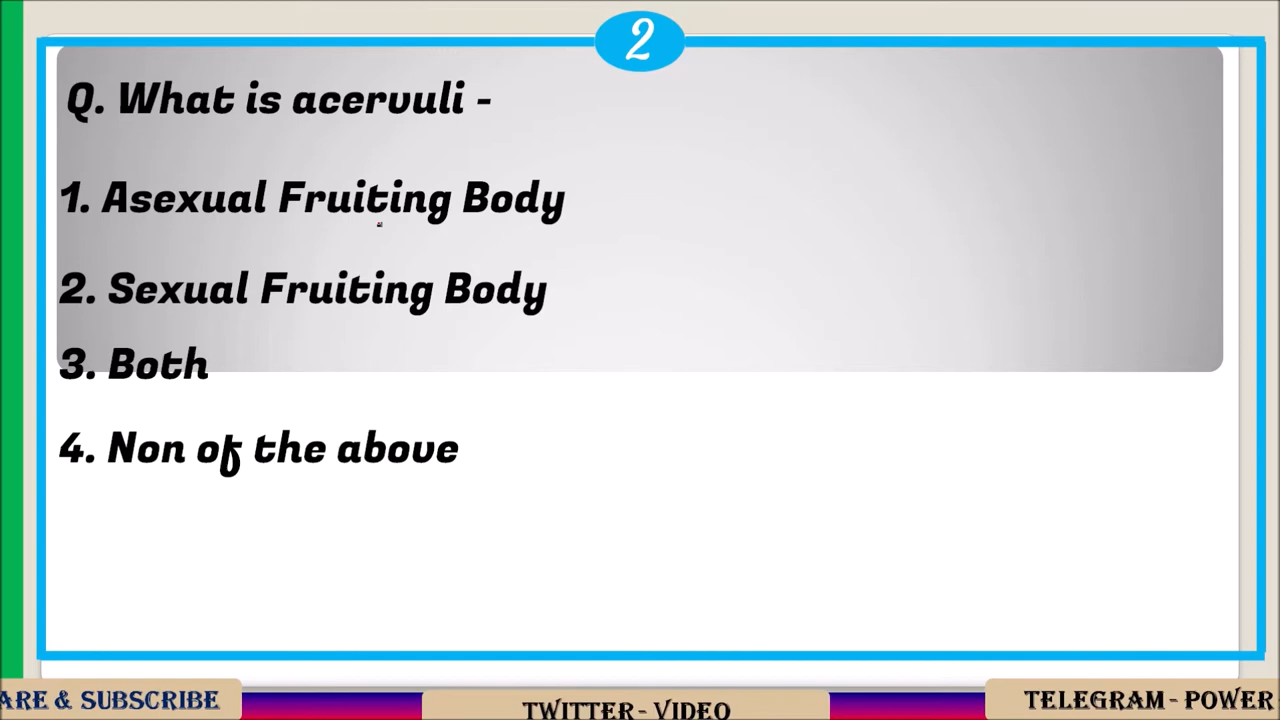 2
Q. What is acervuli -
1. Asexual Fruiting Body
2. Sexual Fruiting Body
3. Both
4. Non of the above
ARE & SUBSCRIBE
TWITTER - VIDEO
TELEGRAM - POWER